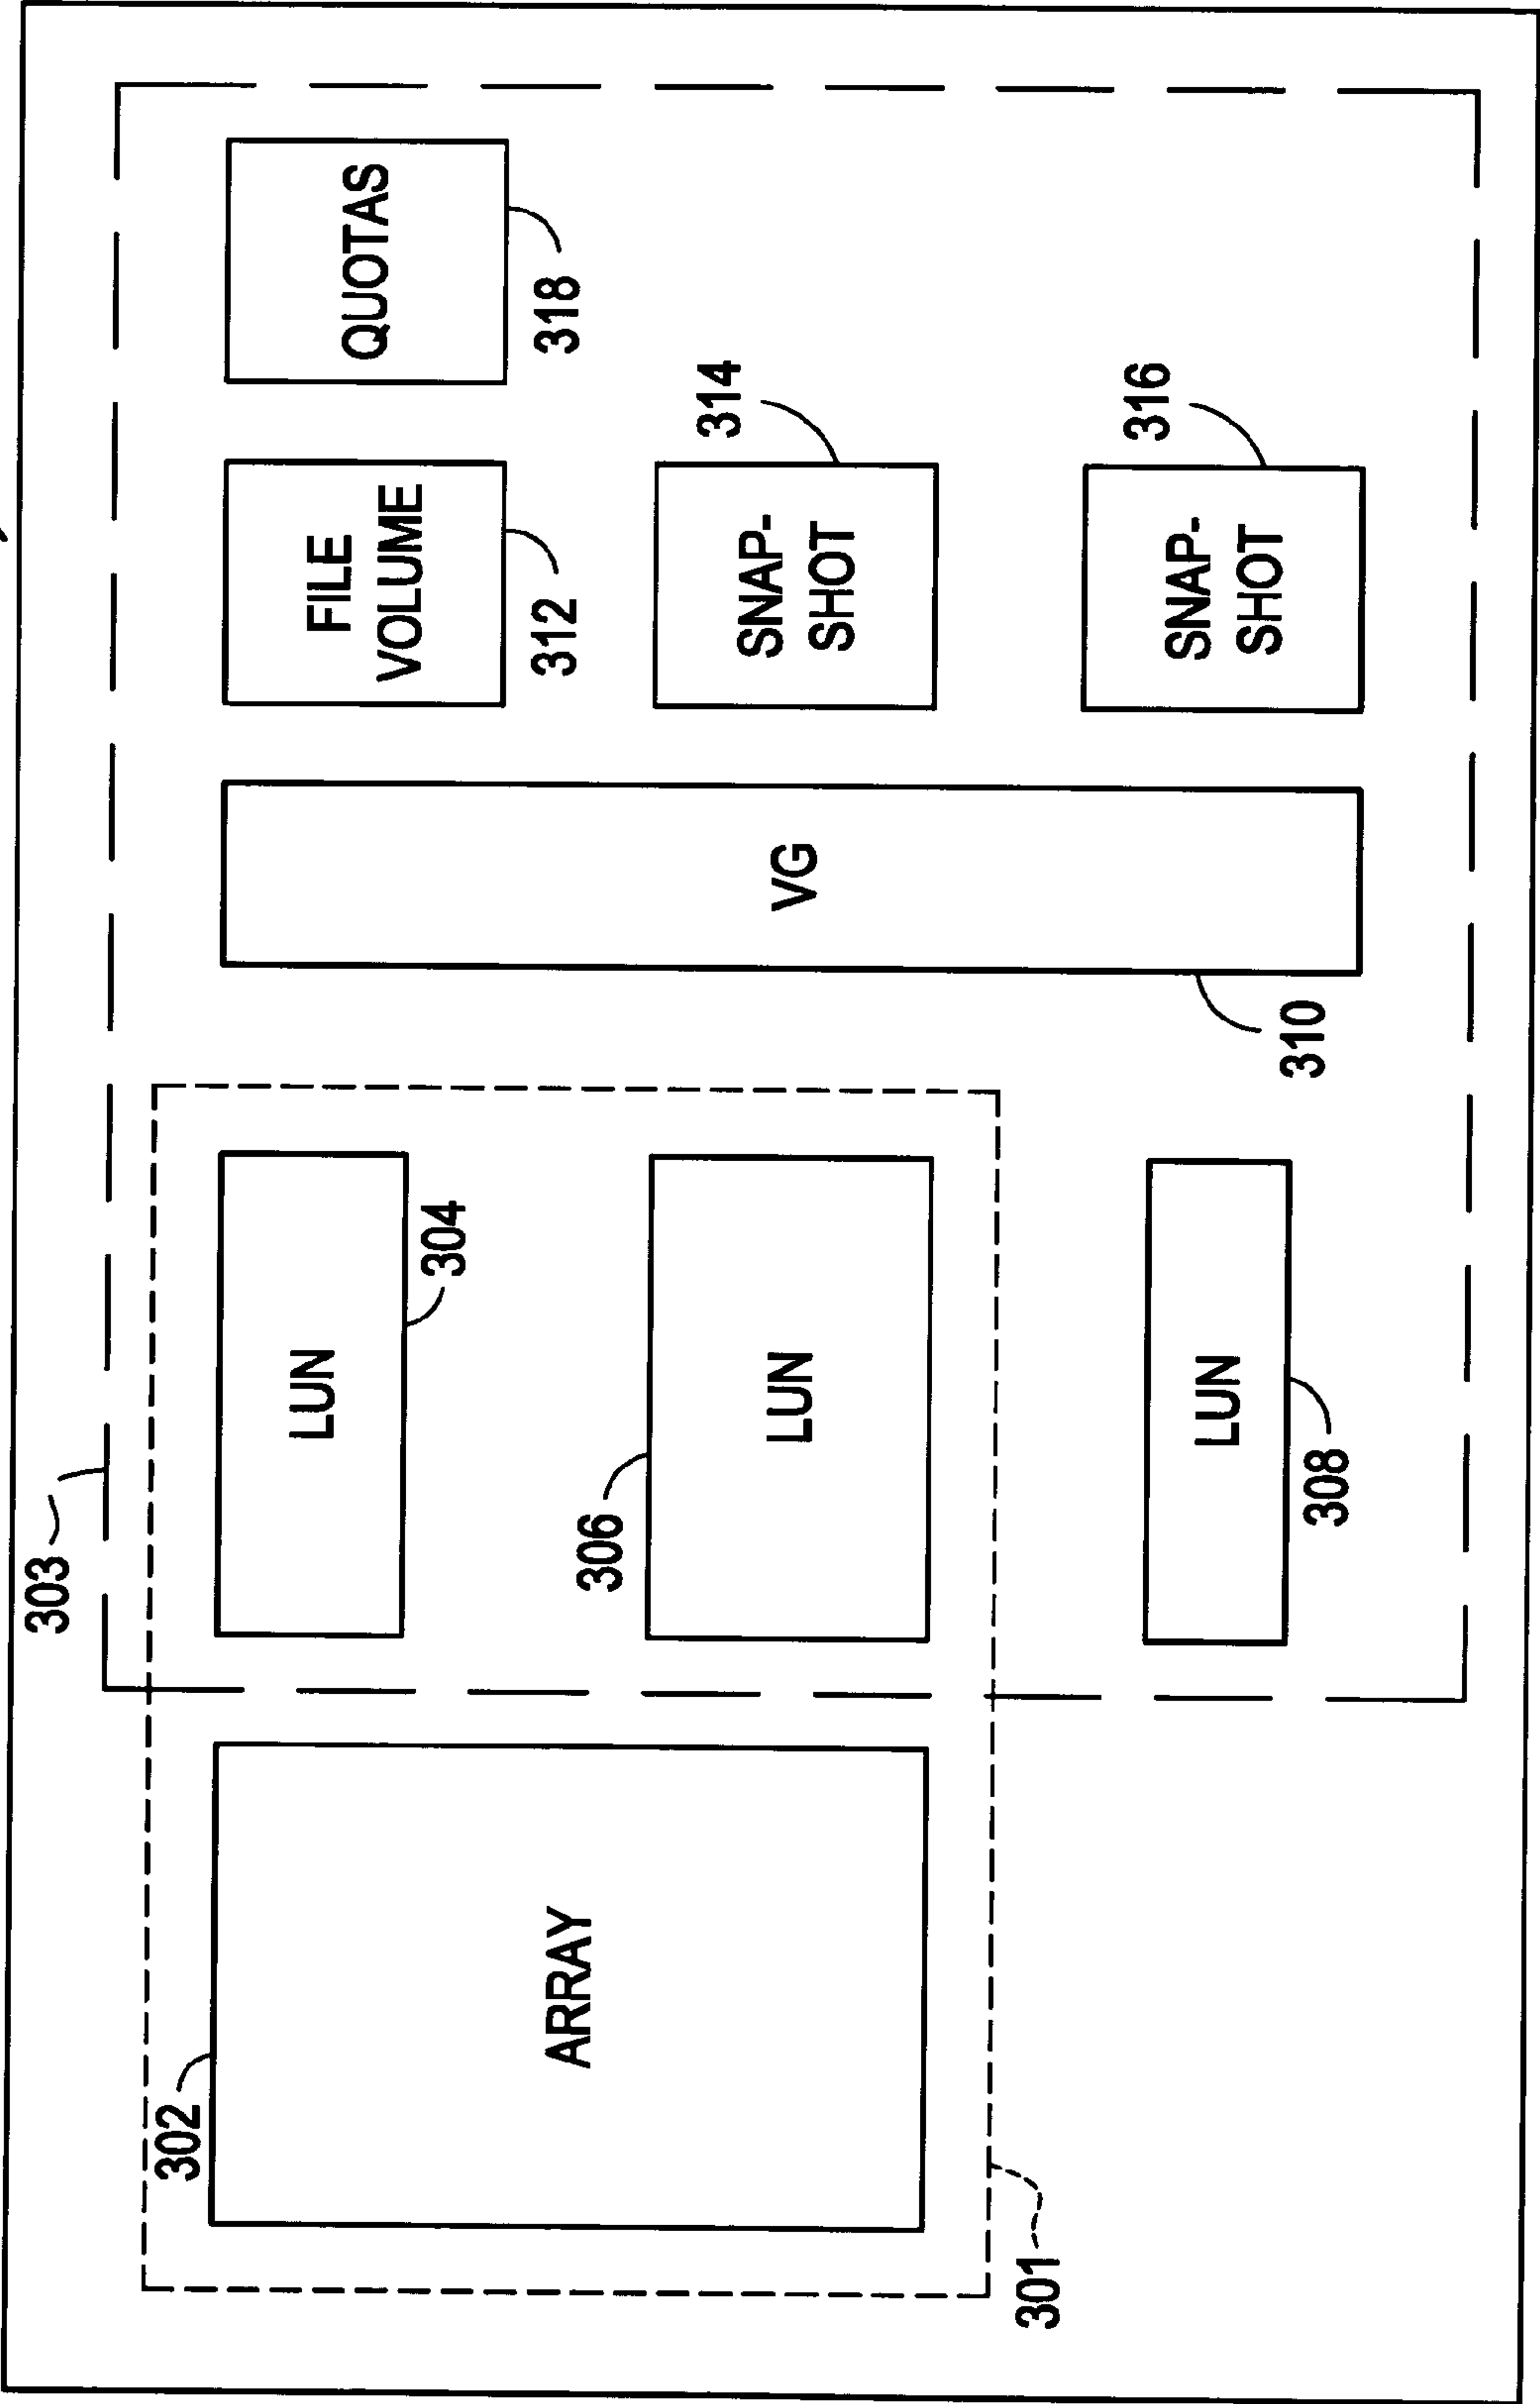 303
302
ARRAY
301
LUN
304
306
LUN
LUN
308
VG
310
FILE
VOLUME
312
SNAP-
SHOT
314
SNAP-
SHOT
316
QUOTAS
318